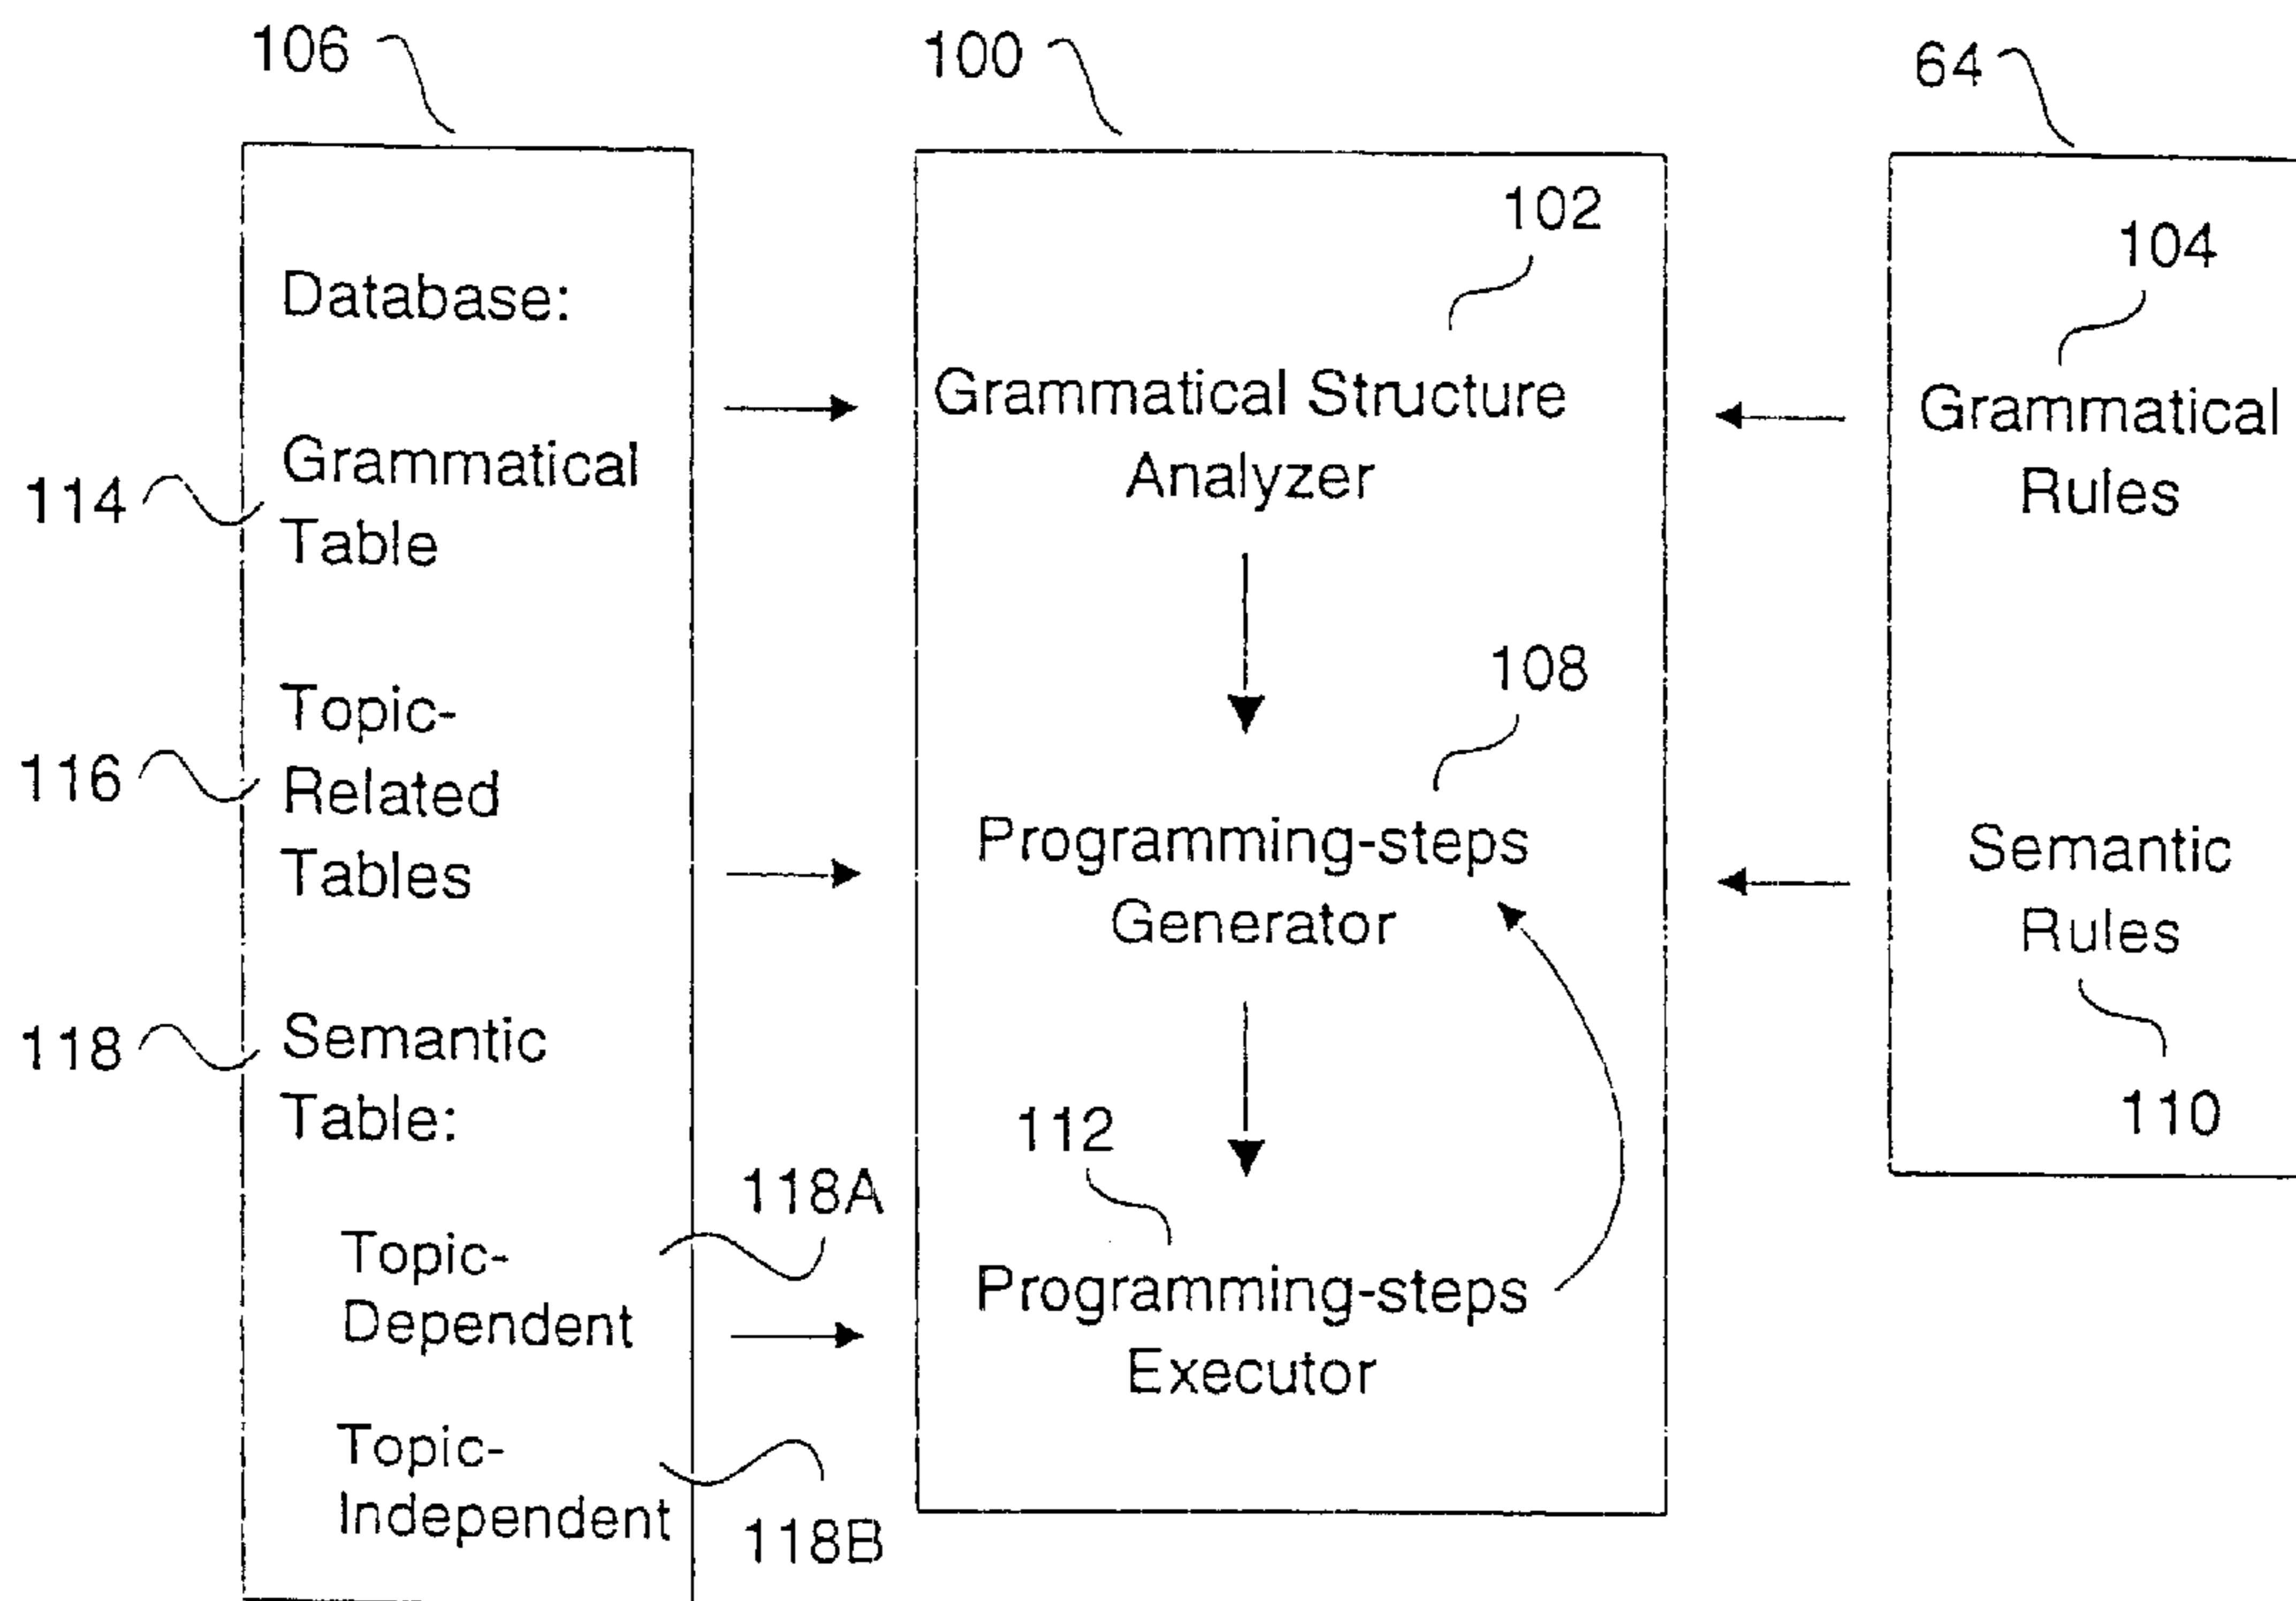 106
100
64
Database:
114
Grammatical
Table
116
Topic-
Related
Tables
118
Semantic
Table:
118A
Topic-
Dependent
118B
Topic-
Independent
102
Grammatical Structure
Analyzer
108
Programming-steps
Generator
112
Programming-steps
Executor
104
Grammatical
Rules
Semantic
Rules
110